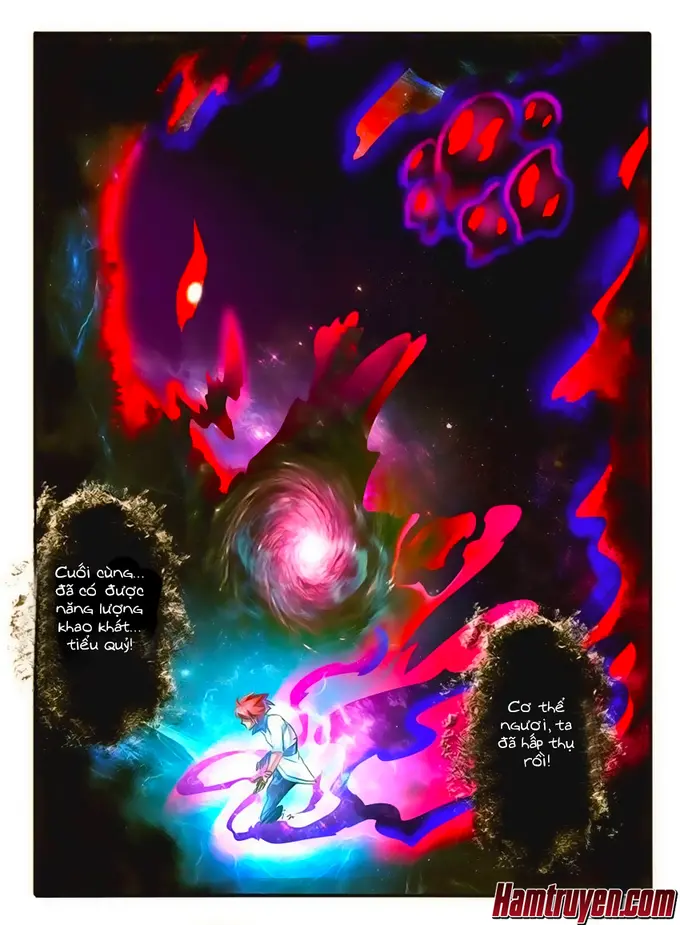 Cuối cùng...
đã có được
năng lượng
khao khát...
tiểu quỷ!
Cơ thể
ngươi, ta
đã hấp thụ
rồi!
Hamtruyen.com